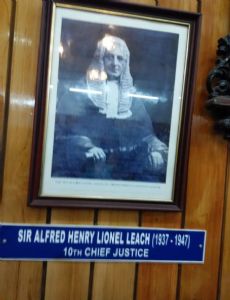 SIR ALFRED HENRY LIONEL LEACH (1937 - 1947)
10TH CHIEF JUSTICE